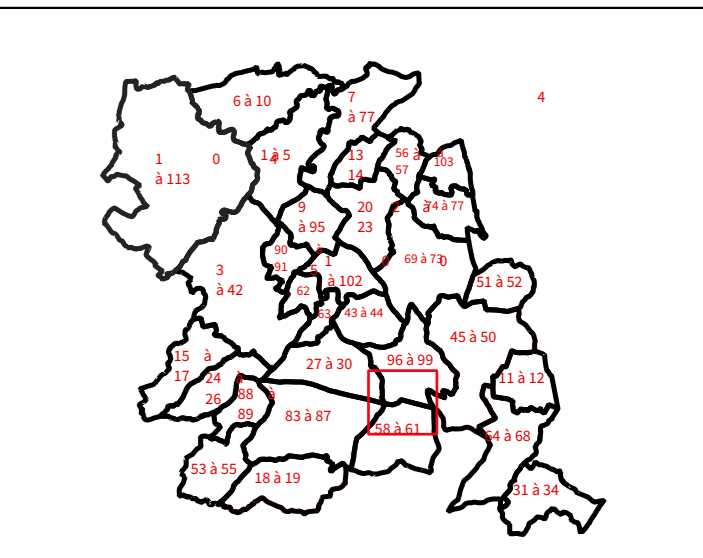 7 4
6 à 10
à 77
1 0 1 à 5 4 13 56 à 3
103
à 113 14 57
9 20 2 à 74 à 77
à 95 23
90 à
91 5 1 0 69 à 73 0
3 à 102 51 à 52
à 42 62
63 43 à 44
45 à 50
15 à 27 à 30 96 à 99
17 24 à 11 à 12
26 88 à
89 83 à 87
58 à 61 64 à 68
53 à 55 18 à 19
31 à 34